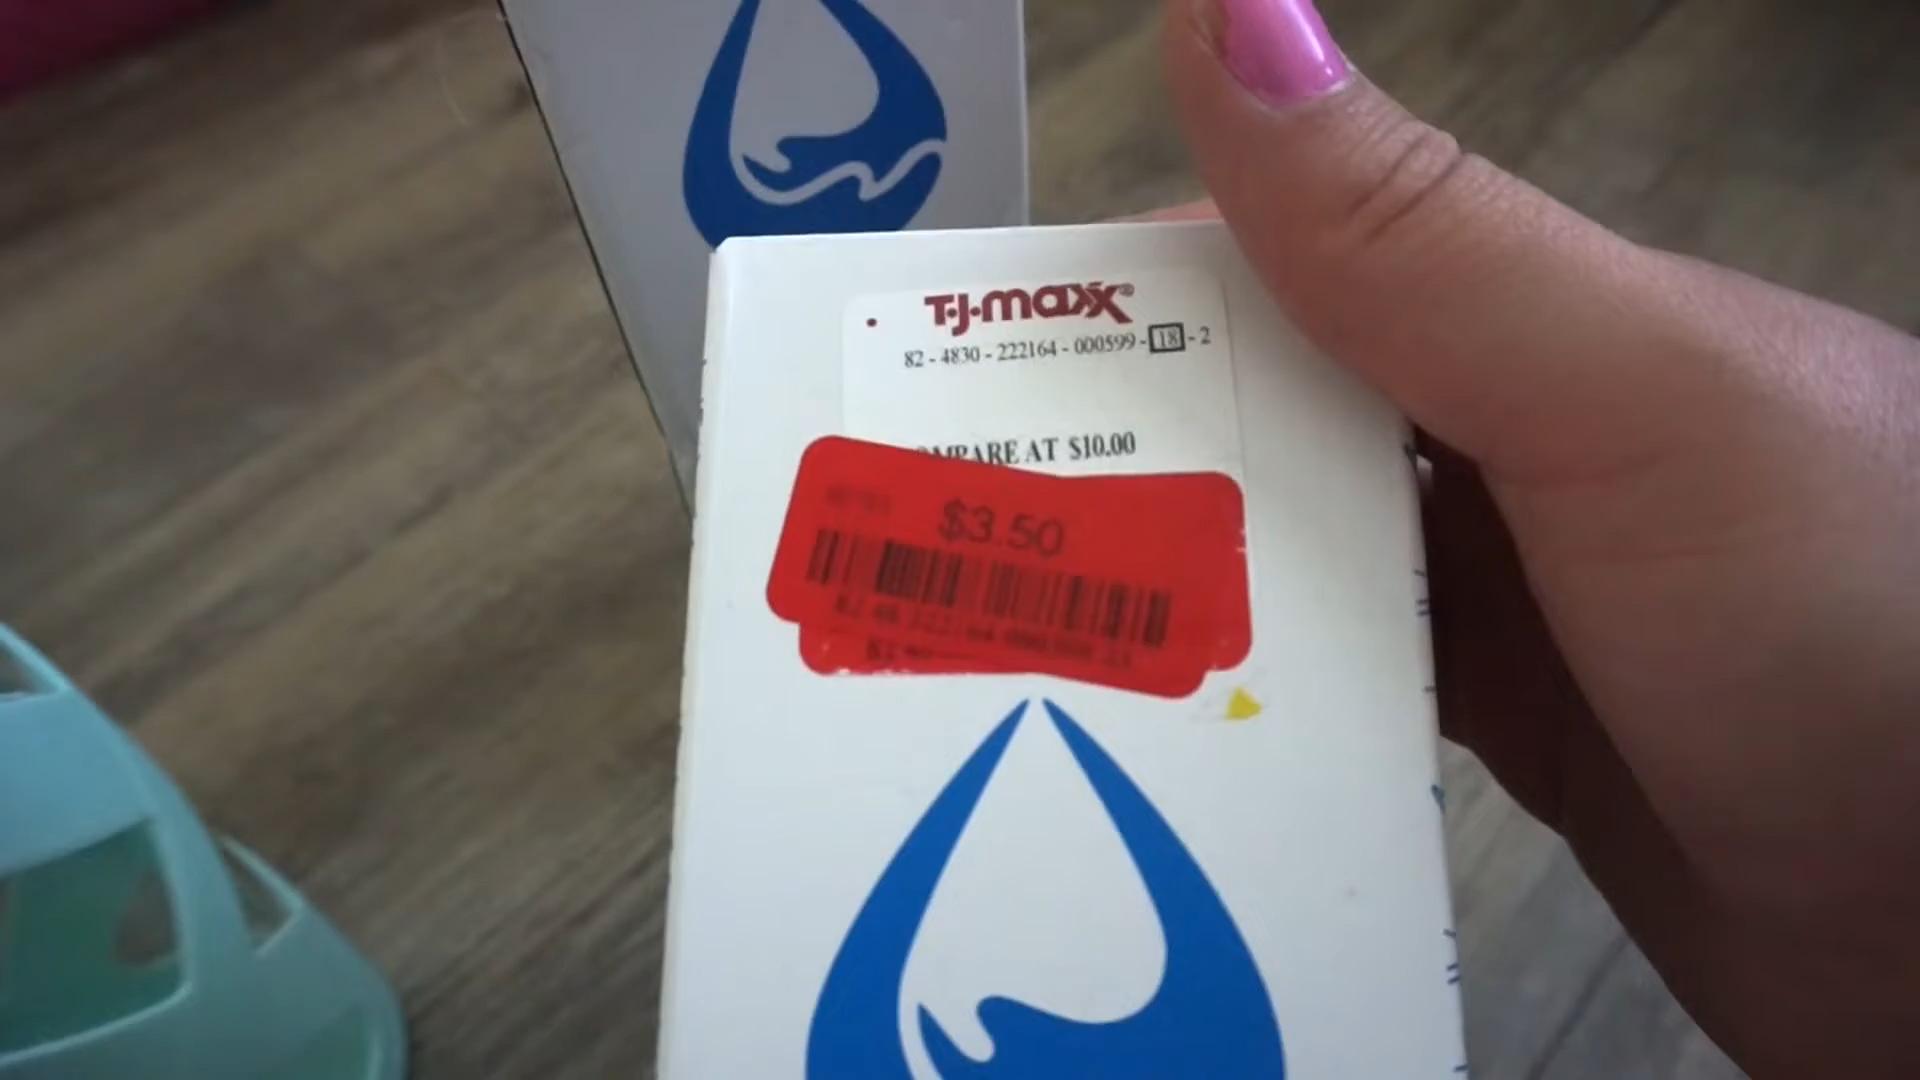 T.J.maxx®
82 - 4830 - 222164 - 000599 - 18 - 2
COMPARE AT $10.00
$3.50